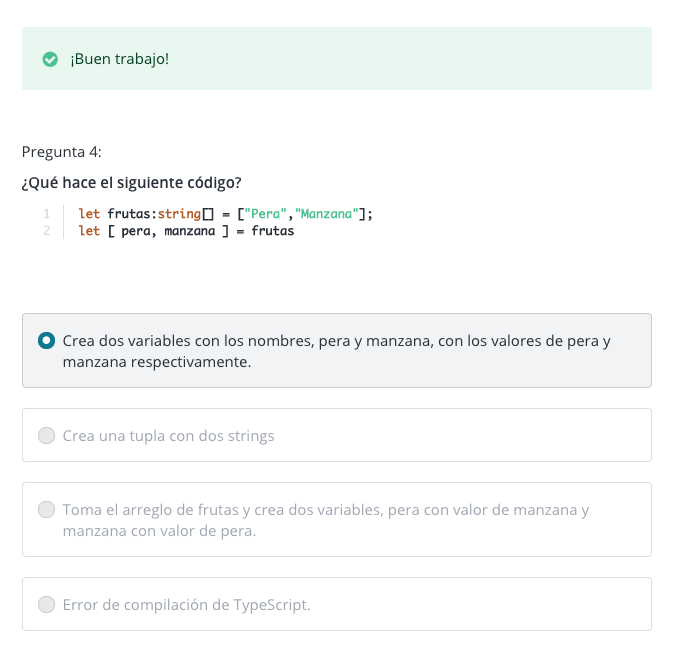 ¡Buen trabajo!
Pregunta 4:
¿Qué hace el siguiente código?
1 let frutas:string[] = ["Pera","Manzana"];
2 let [ pera, manzana ] = frutas
Crea dos variables con los nombres, pera y manzana, con los valores de pera y
manzana respectivamente.
Crea una tupla con dos strings
Toma el arreglo de frutas y crea dos variables, pera con valor de manzana y
manzana con valor de pera.
Error de compilación de TypeScript.